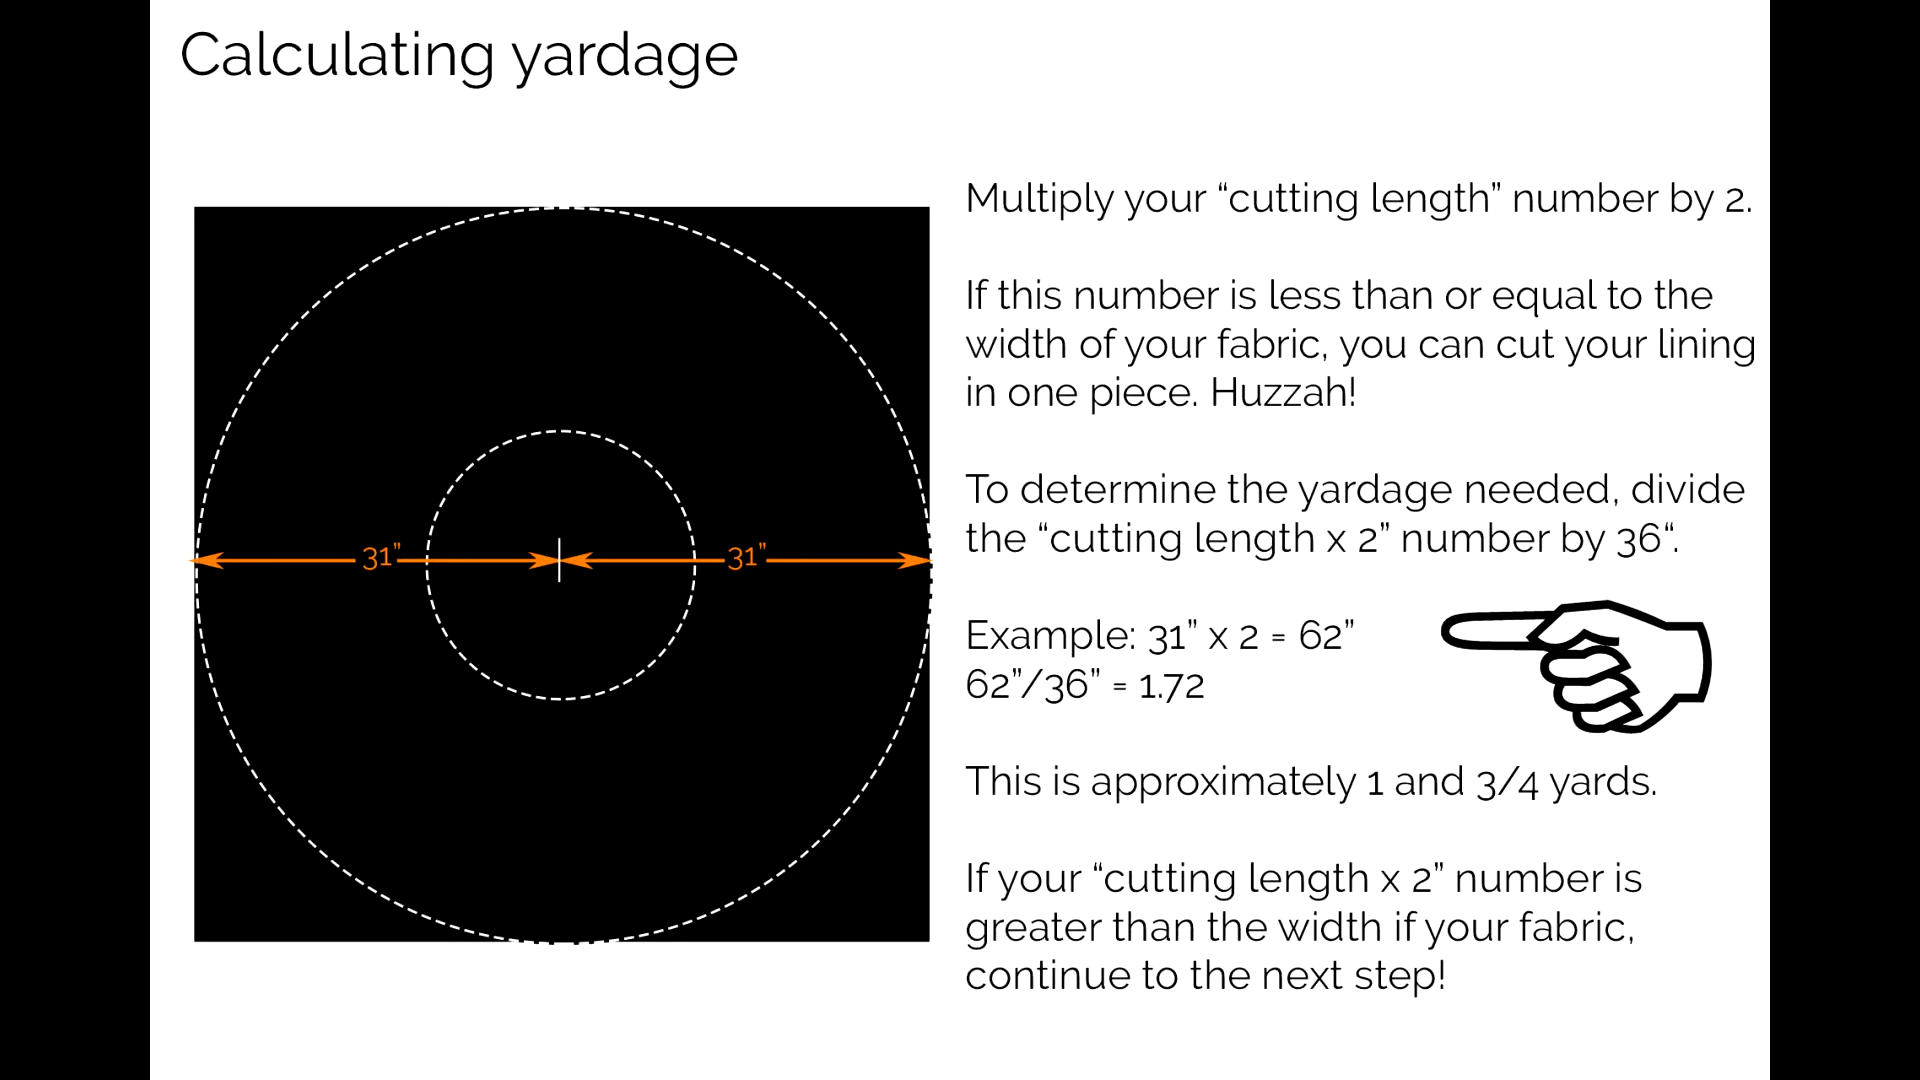 Calculating yardage
Multiply your “cutting length” number by 2.
If this number is less than or equal to the
width of your fabric, you can cut your lining
in one piece. Huzzah!
To determine the yardage needed, divide
the “cutting length x 2” number by 36“.
31” 31”
Example: 31” x 2 = 62”
62”/36” = 1.72
This is approximately 1 and 3/4 yards.
If your “cutting length x 2” number is
greater than the width if your fabric,
continue to the next step!